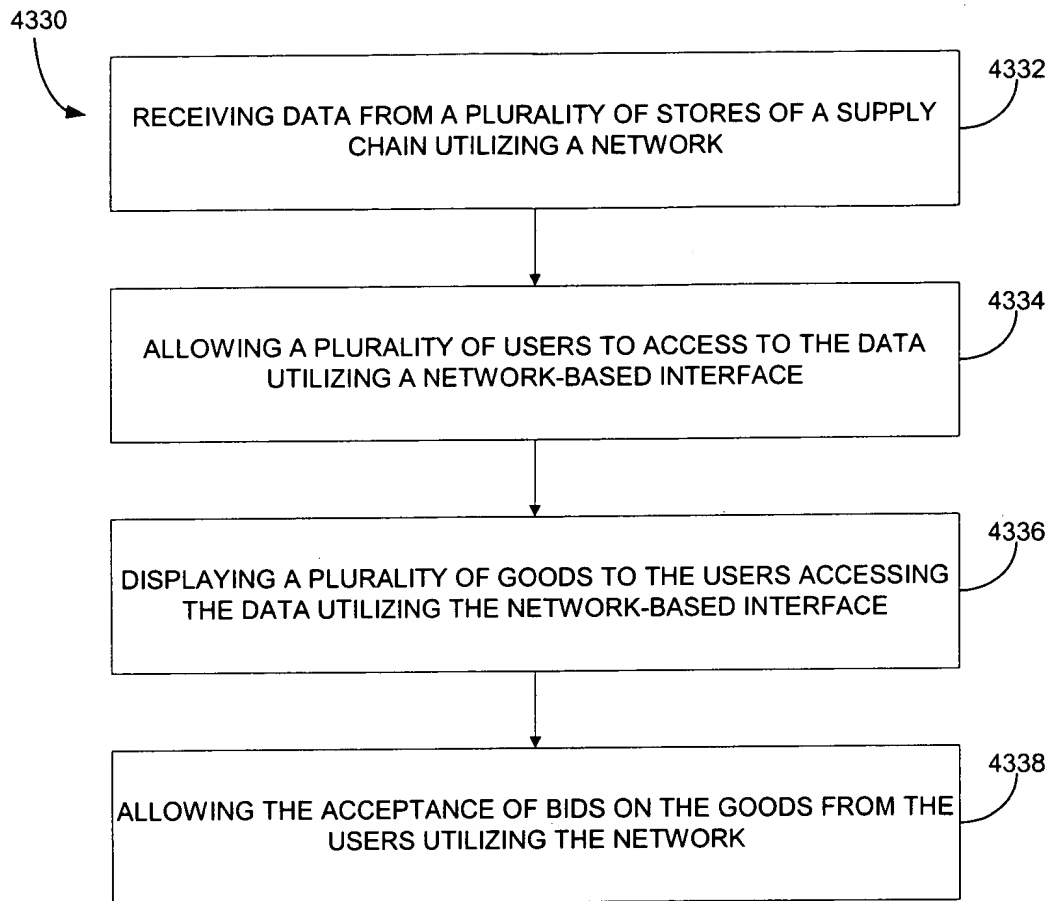 4330
4332
RECEIVING DATA FROM A PLURALITY OF STORES OF A SUPPLY
CHAIN UTILIZING A NETWORK
4334
ALLOWING A PLURALITY OF USERS TO ACCESS TO THE DATA
UTILIZING A NETWORK-BASED INTERFACE
4336
DISPLAYING A PLURALITY OF GOODS TO THE USERS ACCESSING
THE DATA UTILIZING THE NETWORK-BASED INTERFACE
4338
ALLOWING THE ACCEPTANCE OF BIDS ON THE GOODS FROM THE
USERS UTILIZING THE NETWORK